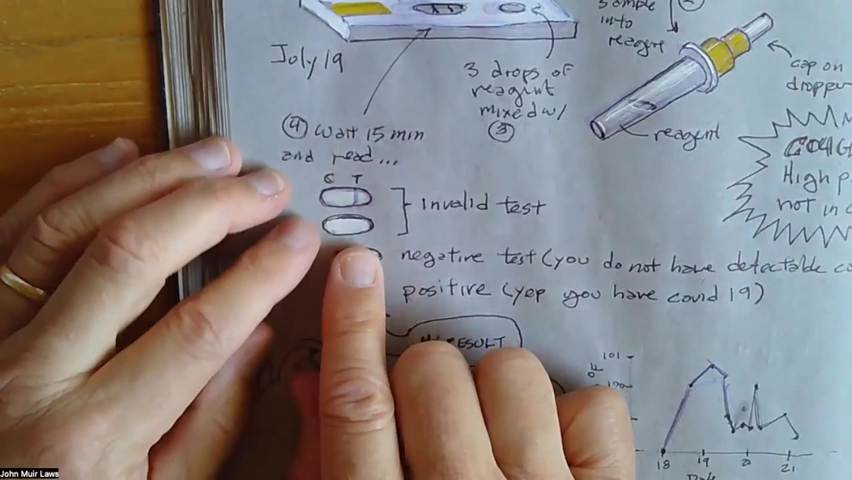 sample
into
reagent
July 19
3 drops of
reagent
mixed w/
③
cap on
dropper
reagent
④ Wait 15 min
and read...
C T
Invalid test
High p
not in c
negative test (you do not have detectable co
positive (yep you have covid 19)
RESULT
°F
101
100
18 19 20 21
John Muir Laws